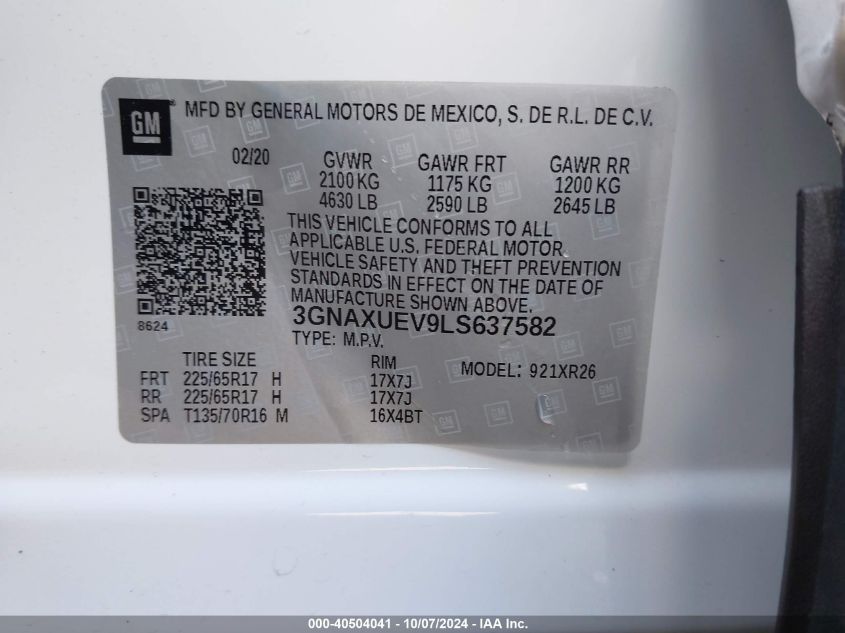 GM ® MFD BY GENERAL MOTORS DE MEXICO, S. DE R.L. DE C.V.
02/20 GVWR GAWR FRT GAWR RR
2100 KG 1175 KG 1200 KG
4630 LB 2590 LB 2645 LB
THIS VEHICLE CONFORMS TO ALL
APPLICABLE U.S. FEDERAL MOTOR
VEHICLE SAFETY AND THEFT PREVENTION
STANDARDS IN EFFECT ON THE DATE OF
MANUFACTURE SHOWN ABOVE.
8624 3GNAXUEV9LS637582
TYPE: M.P.V.
TIRE SIZE RIM MODEL: 921XR26
FRT 225/65R17 H 17X7J
RR 225/65R17 H 17X7J
SPA T135/70R16 M 16X4BT
000-40504041 - 10/07/2024 - IAA, Inc.